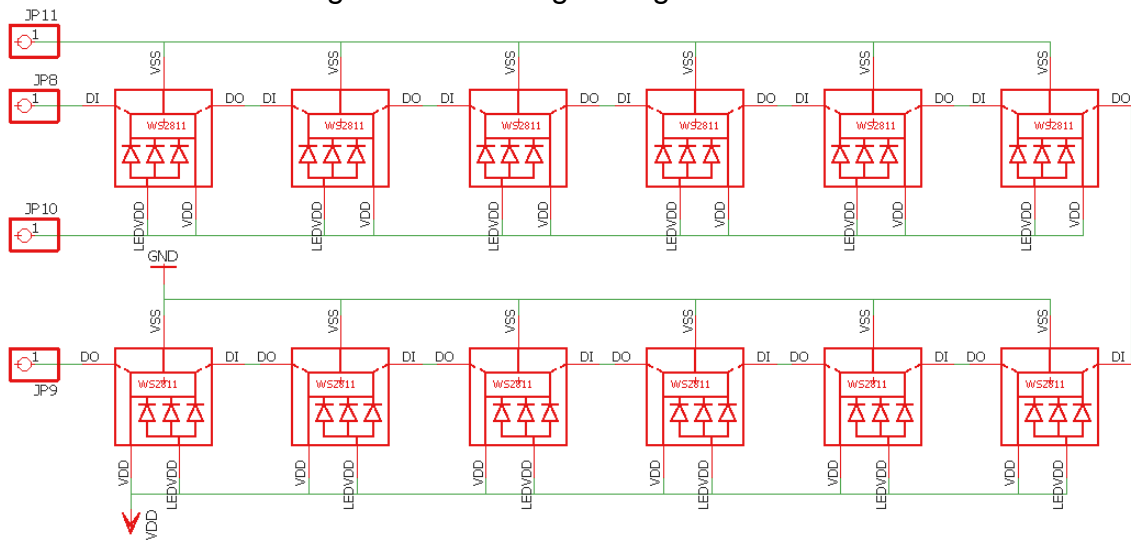 JP11
1
VSS VSS VSS VSS VSS VSS
JP8
1 DI DO DI DO DI DO DI DO DI DO DI DO
WS2811 WS2811 WS2811 WS2811 WS2811 WS2811
JP10
1
LEDVDD VDD LEDVDD VDD LEDVDD VDD LEDVDD VDD LEDVDD VDD LEDVDD VDD
GND
VSS VSS VSS VSS VSS VSS
1 DO DI DO DI DO DI DO DI DO DI DO DI
JP9
WS2811 WS2811 WS2811 WS2811 WS2811 WS2811
VDD LEDVDD VDD LEDVDD VDD LEDVDD VDD LEDVDD VDD LEDVDD VDD LEDVDD
VDD